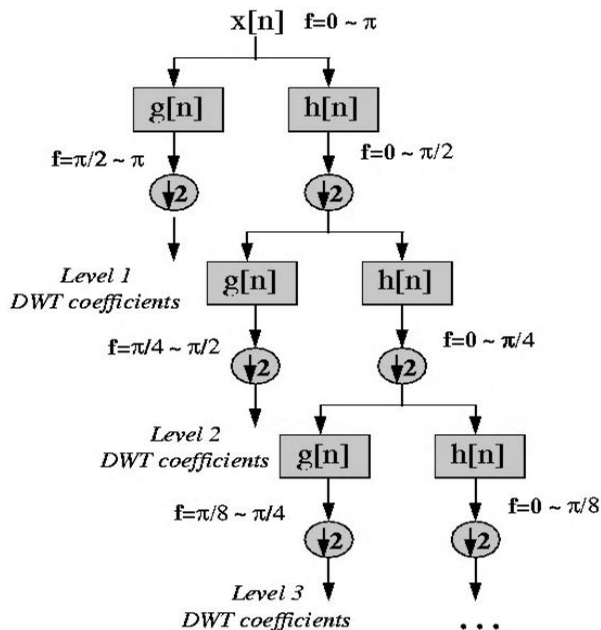 x[n] f=0 ~ π
g[n] h[n]
f=π/2 ~ π f=0 ~ π/2
↓2 ↓2
Level 1
DWT coefficients
g[n] h[n]
f=π/4 ~ π/2 f=0 ~ π/4
↓2 ↓2
Level 2
DWT coefficients
g[n] h[n]
f=π/8 ~ π/4 f=0 ~ π/8
↓2 ↓2
Level 3
DWT coefficients
...